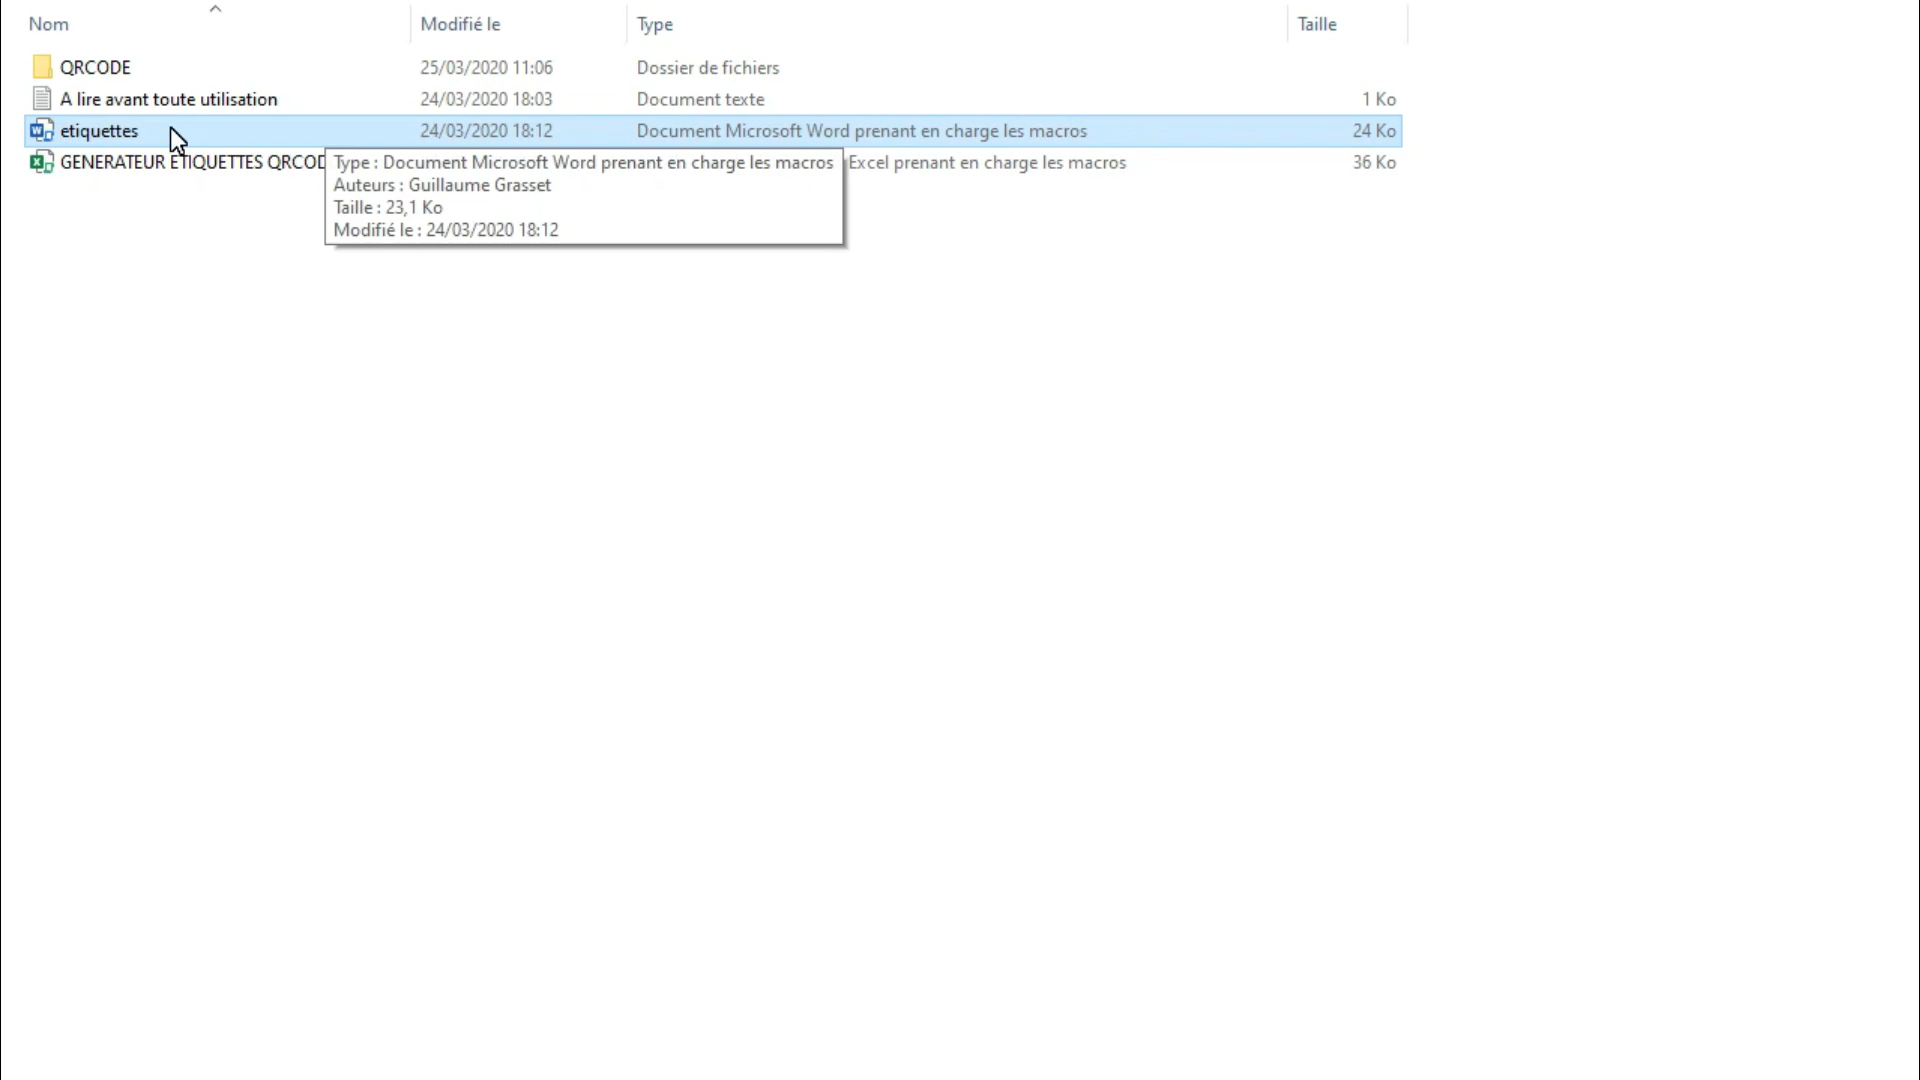 Nom Modifié le Type Taille
QRCODE 25/03/2020 11:06 Dossier de fichiers
A lire avant toute utilisation 24/03/2020 18:03 Document texte 1 Ko
etiquettes 24/03/2020 18:12 Document Microsoft Word prenant en charge les macros 24 Ko
GENERATEUR ETIQUETTES QRCOD Excel prenant en charge les macros 36 Ko
Type : Document Microsoft Word prenant en charge les macros
Auteurs : Guillaume Grasset
Taille : 23,1 Ko
Modifié le : 24/03/2020 18:12